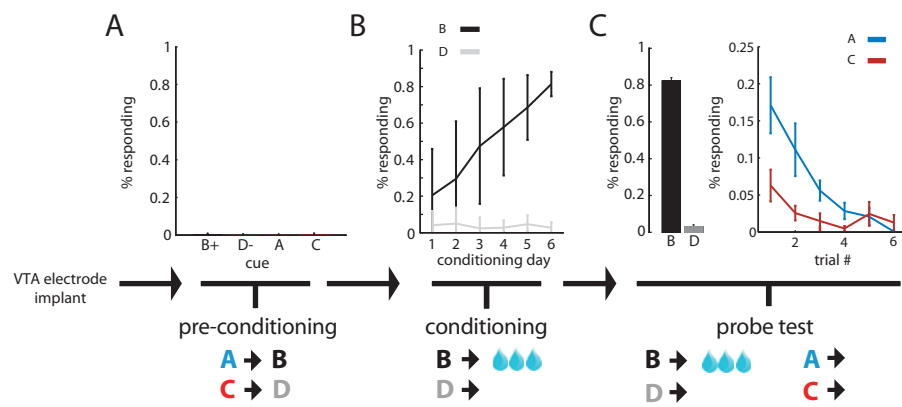 A
B
C
B
D
A
C
% responding
1
0.8
0.6
0.4
0.2
0
B+
D-
A
C
cue
% responding
1
0.8
0.6
0.4
0.2
0
1
2
3
4
5
6
conditioning day
% responding
1
0.8
0.6
0.4
0.2
0
B
D
0.25
0.2
0.15
0.1
0.05
0
2
4
6
trial #
VTA electrode
implant
pre-conditioning
A B
C D
conditioning
B
D
probe test
B
D
A
C